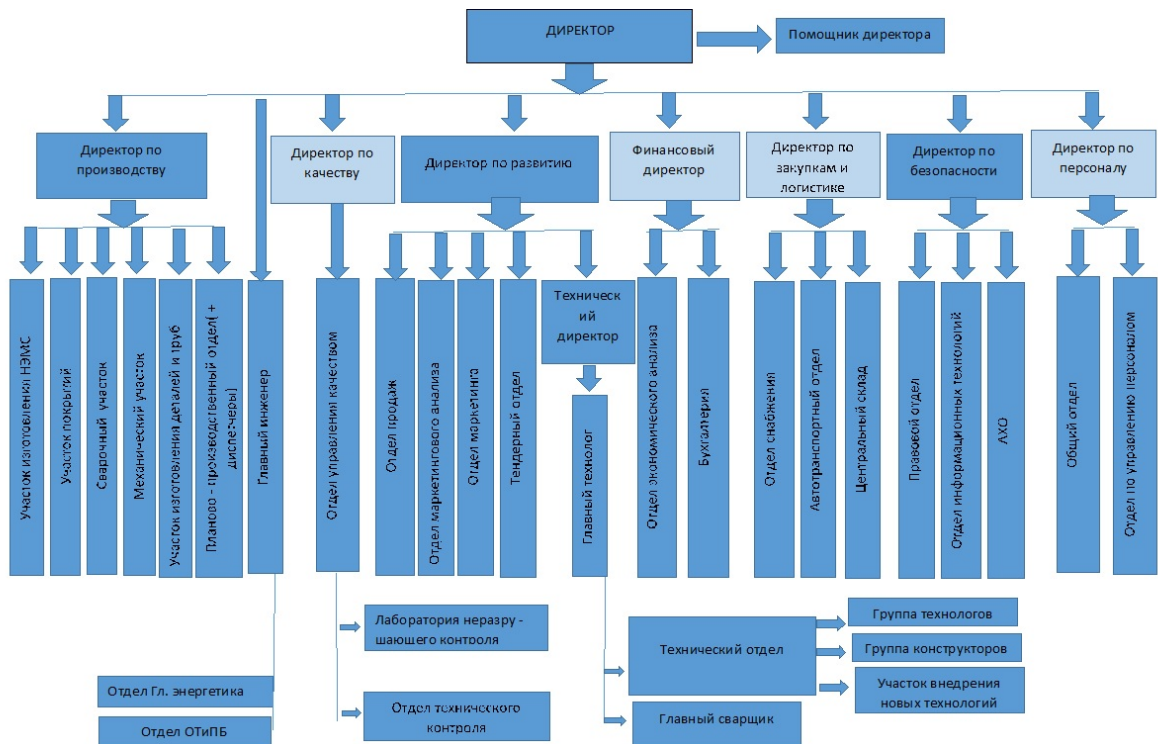 ДИРЕКТОР
Помощник директора
Директор по
производству
Директор по
качеству
Директор по развитию
Финансовый
директор
Директор по
закупкам и
логистике
Директор по
безопасности
Директор по
персоналу
Участок изготовления НЭМС
Участок покрытий
Сварочный участок
Механический участок
Участок изготовления деталей и труб
Планово - производственный отдел( +
диспетчеры)
Главный инженер
Отдел управления качеством
Отдел продаж
Отдел маркетингового анализа
Отдел маркетинга
Тендерный отдел
Техническ
ий
директор
Главный технолог
Отдел экономического анализа
Бухгалтерия
Отдел снабжения
Автотранспортный отдел
Центральный склад
Правовой отдел
Отдел информационных технологий
АХО
Общий отдел
Отдел по управлению персоналом
Лаборатория неразру -
шающего контроля
Отдел технического
контроля
Отдел Гл. энергетика
Отдел ОТиПБ
Технический отдел
Главный сварщик
Группа технологов
Группа конструкторов
Участок внедрения
новых технологий